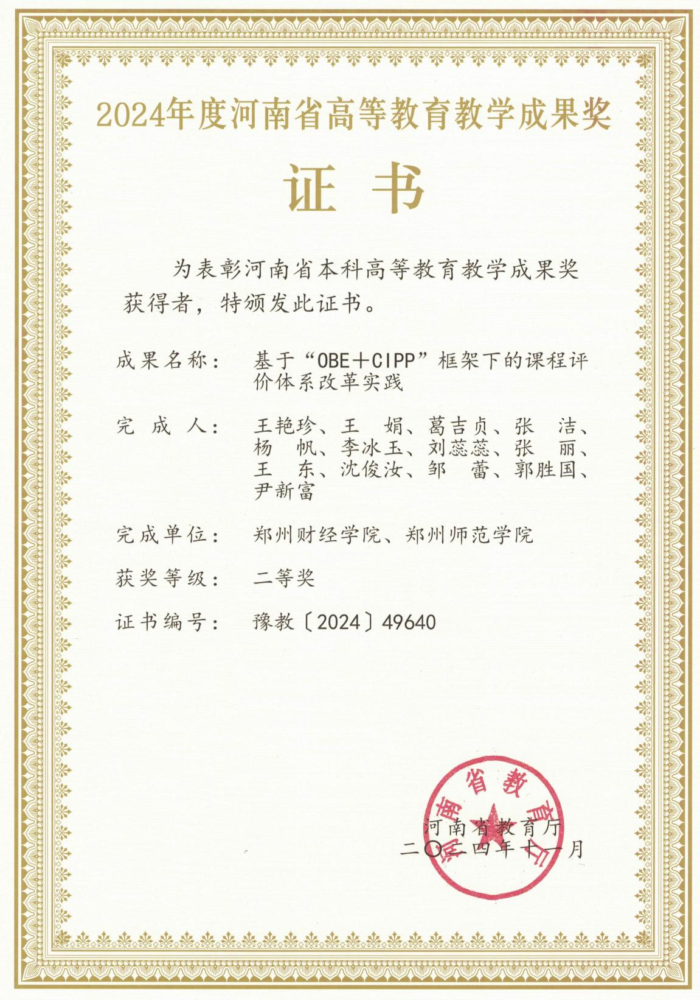 2024年度河南省高等教育教学成果奖
证书
为表彰河南省本科高等教育教学成果奖
获得者，特颁发此证书。
成果名称： 基于“OBE＋CIPP”框架下的课程评
价体系改革实践
完成人： 王艳珍、王娟、葛吉贞、张洁、
杨帆、李冰玉、刘蕊蕊、张丽、
王东、沈俊汝、邹蕾、郭胜国、
尹新富
完成单位： 郑州财经学院、郑州师范学院
获奖等级： 二等奖
证书编号： 豫教〔2024〕49640
河南省教育厅
河南省教育厅
二〇二四年十一月